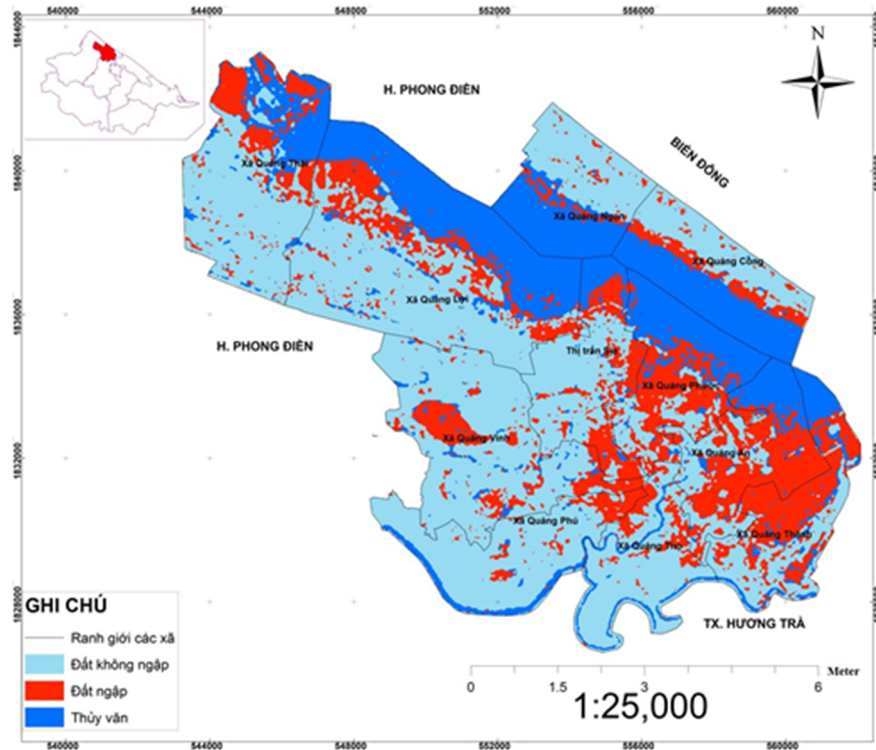 540000 544000 548000 552000 556000 560000
1844000
N
H. PHONG ĐIỀN
BIỂN ĐÔNG
1840000
Xã Quảng Thái
Xã Quảng Ngạn
Xã Quảng Công
Xã Quảng Lợi
1836000
H. PHONG ĐIỀN
Thị trấn Sịa
Xã Quảng Phước
1832000
Xã Quảng Vinh
Xã Quảng An
Xã Quảng Phú
Xã Quảng Thọ
Xã Quảng Thành
1828000
TX. HƯƠNG TRÀ
GHI CHÚ
Ranh giới các xã
Đất không ngập
Đất ngập
Thủy văn
Meter
0 1.5 3 6
1:25,000
540000 544000 548000 552000 556000 560000